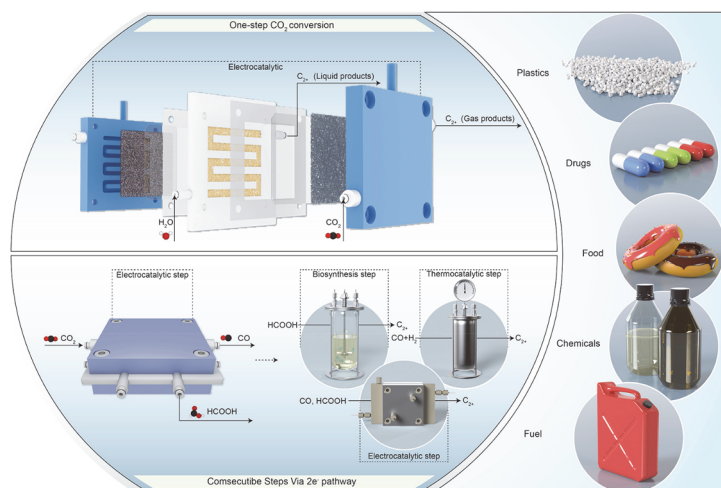 One-step CO₂ conversion
Electrocatalytic
C₂₊ (Liquid products)
C₂₊ (Gas products)
H₂O
CO₂
Plastics
Drugs
Food
Chemicals
Fuel
Electrocatalytic step
CO₂
CO
HCOOH
Biosynthesis step
HCOOH
C₂₊
Thermocatalytic step
CO+H₂
C₂₊
CO, HCOOH
C₂₊
Electrocatalytic step
Comsecutibe Steps Via 2e⁻ pathway